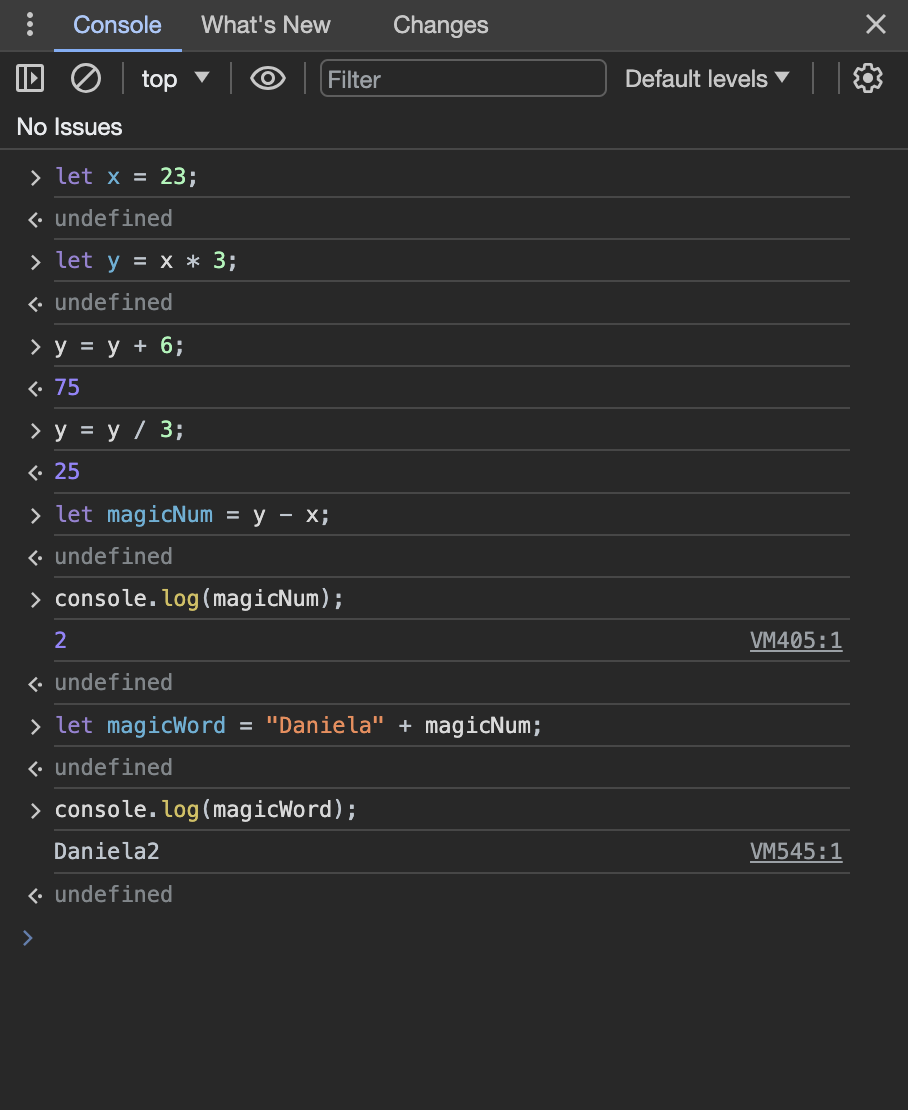 Console What's New Changes
top Filter Default levels
No Issues
let x = 23;
undefined
let y = x * 3;
undefined
y = y + 6;
75
y = y / 3;
25
let magicNum = y - x;
undefined
console.log(magicNum);
2 VM405:1
undefined
let magicWord = "Daniela" + magicNum;
undefined
console.log(magicWord);
Daniela2 VM545:1
undefined